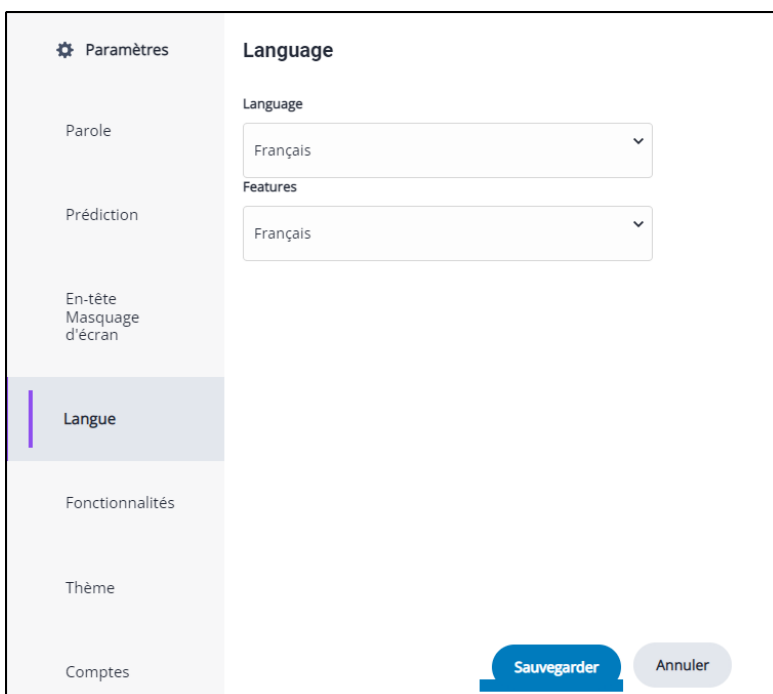 Paramètres
Parole
Prédiction
En-tête
Masquage
d'écran
Langue
Fonctionnalités
Thème
Comptes
Language
Language
Français
Features
Français
Sauvegarder
Annuler